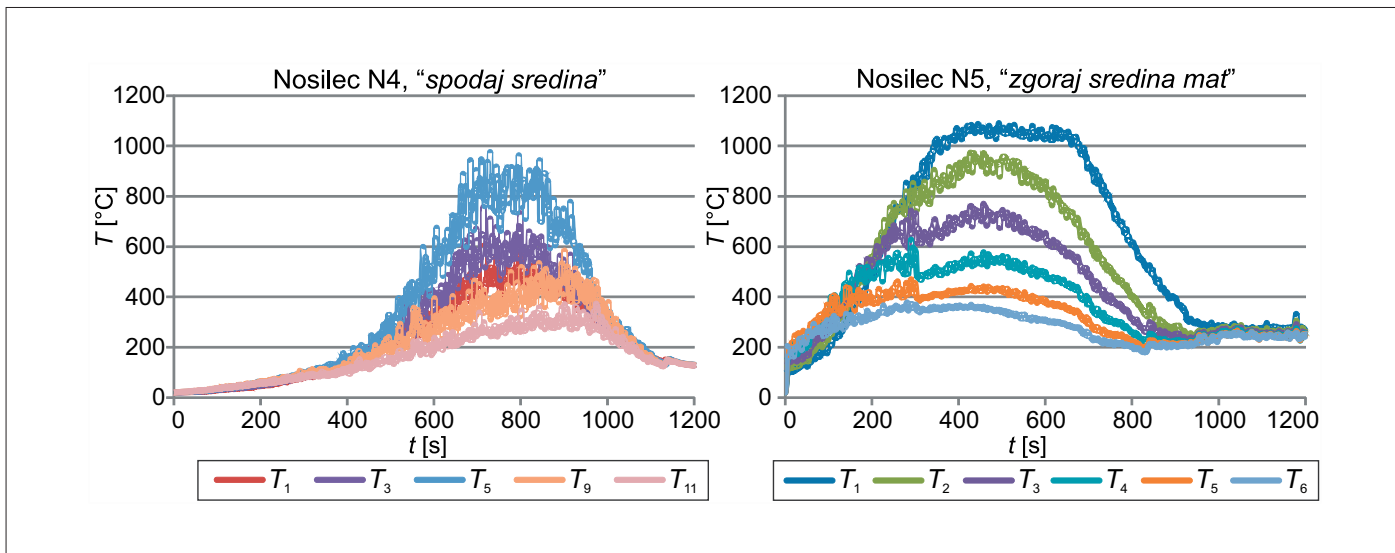 Nosilec N4, “spodaj sredina”
1200
1000
800
600
400
200
0
T [°C]
0 200 400 600 800 1000 1200
t [s]
T1 T3 T5 T9 T11
Nosilec N5, “zgoraj sredina mat”
1200
1000
800
600
400
200
0
T [°C]
0 200 400 600 800 1000 1200
t [s]
T1 T2 T3 T4 T5 T6